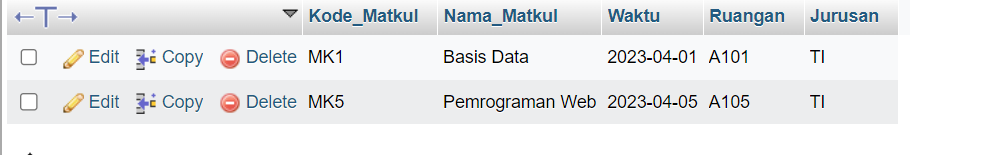 Kode_Matkul Nama_Matkul Waktu Ruangan Jurusan
Edit Copy Delete MK1 Basis Data 2023-04-01 A101 TI
Edit Copy Delete MK5 Pemrograman Web 2023-04-05 A105 TI